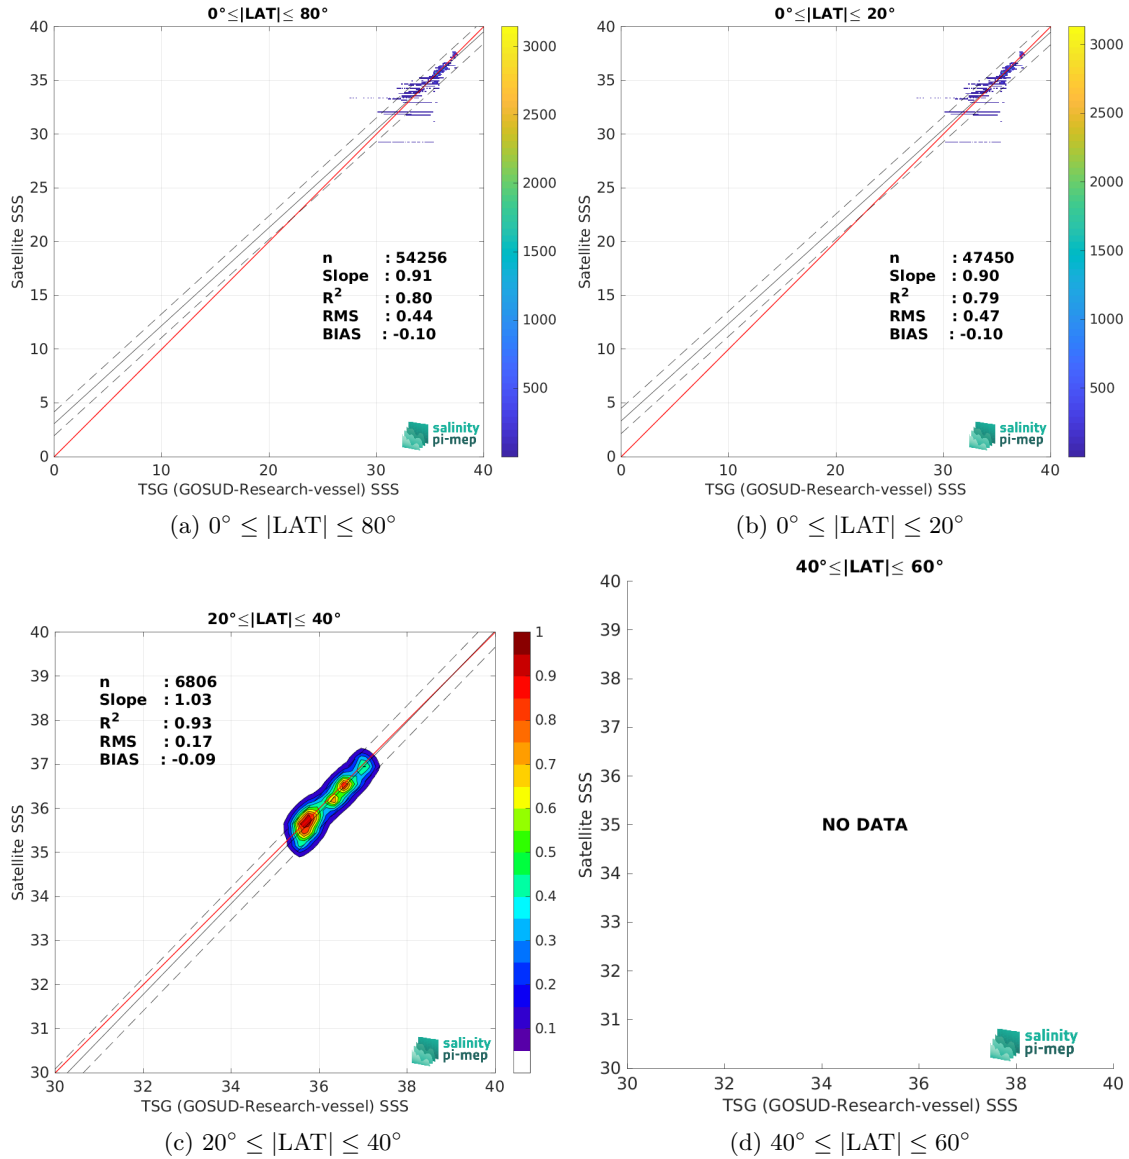 0°≤|LAT|≤ 80°
40
35
30
25
20
15
10
5
0
0
10
20
30
40
Satellite SSS
TSG (GOSUD-Research-vessel) SSS
n : 54256
Slope : 0.91
R² : 0.80
RMS : 0.44
BIAS : -0.10
salinity
pi-mep
3000
2500
2000
1500
1000
500
(a) 0° ≤ |LAT| ≤ 80°
0°≤|LAT|≤ 20°
40
35
30
25
20
15
10
5
0
0
10
20
30
40
Satellite SSS
TSG (GOSUD-Research-vessel) SSS
n : 47450
Slope : 0.90
R² : 0.79
RMS : 0.47
BIAS : -0.10
salinity
pi-mep
3000
2500
2000
1500
1000
500
(b) 0° ≤ |LAT| ≤ 20°
20°≤|LAT|≤ 40°
40
39
38
37
36
35
34
33
32
31
30
30
32
34
36
38
40
Satellite SSS
TSG (GOSUD-Research-vessel) SSS
n : 6806
Slope : 1.03
R² : 0.93
RMS : 0.17
BIAS : -0.09
salinity
pi-mep
1
0.9
0.8
0.7
0.6
0.5
0.4
0.3
0.2
0.1
(c) 20° ≤ |LAT| ≤ 40°
40°≤|LAT|≤ 60°
40
39
38
37
36
35
34
33
32
31
30
30
32
34
36
38
40
Satellite SSS
TSG (GOSUD-Research-vessel) SSS
NO DATA
salinity
pi-mep
(d) 40° ≤ |LAT| ≤ 60°